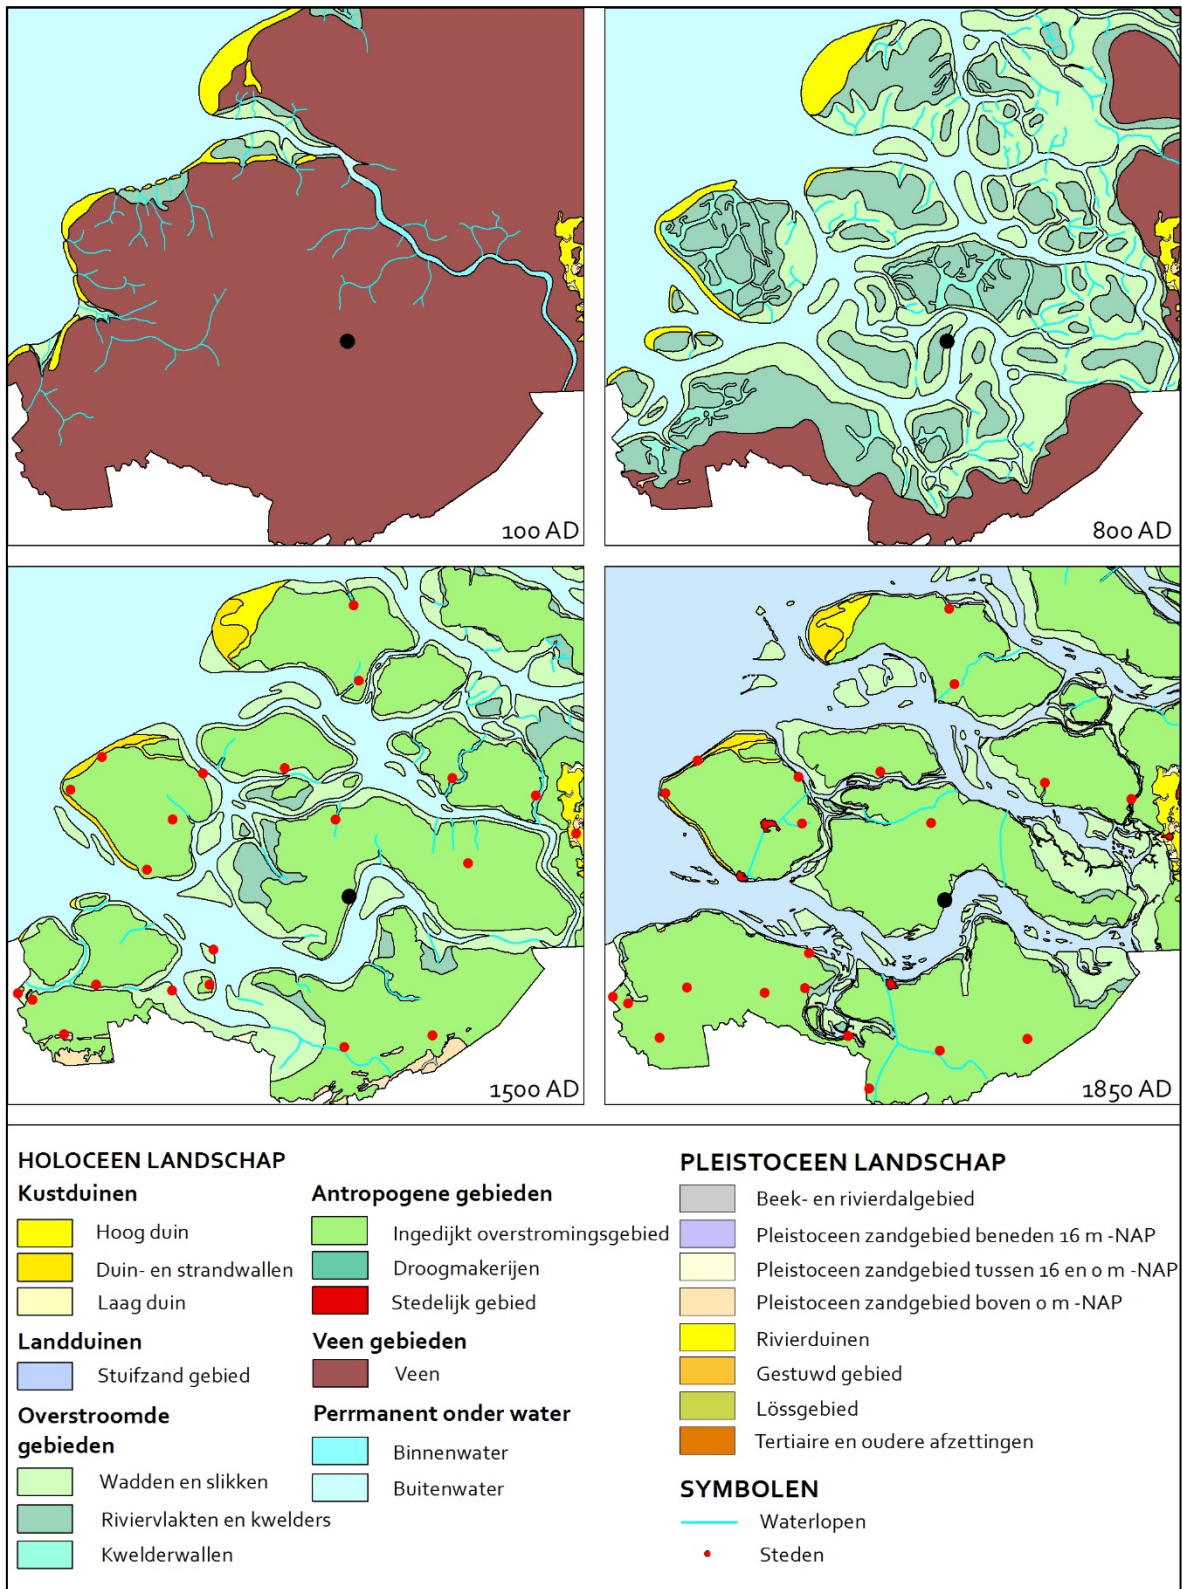 100 AD
800 AD
1500 AD
1850 AD
HOLOCEEN LANDSCHAP
Kustduinen
Hoog duin
Duin- en strandwallen
Laag duin
Landduinen
Stuifzand gebied
Overstroomde
gebieden
Wadden en slikken
Riviervlakten en kwelders
Kwelderwallen
Antropogene gebieden
Ingedijkt overstromingsgebied
Droogmakerijen
Stedelijk gebied
Veen gebieden
Veen
Perrmanent onder water
Binnenwater
Buitenwater
PLEISTOCEEN LANDSCHAP
Beek- en rivierdalgebied
Pleistoceen zandgebied beneden 16 m -NAP
Pleistoceen zandgebied tussen 16 en 0 m -NAP
Pleistoceen zandgebied boven 0 m -NAP
Rivierduinen
Gestuwd gebied
Lössgebied
Tertiaire en oudere afzettingen
SYMBOLEN
Waterlopen
Steden